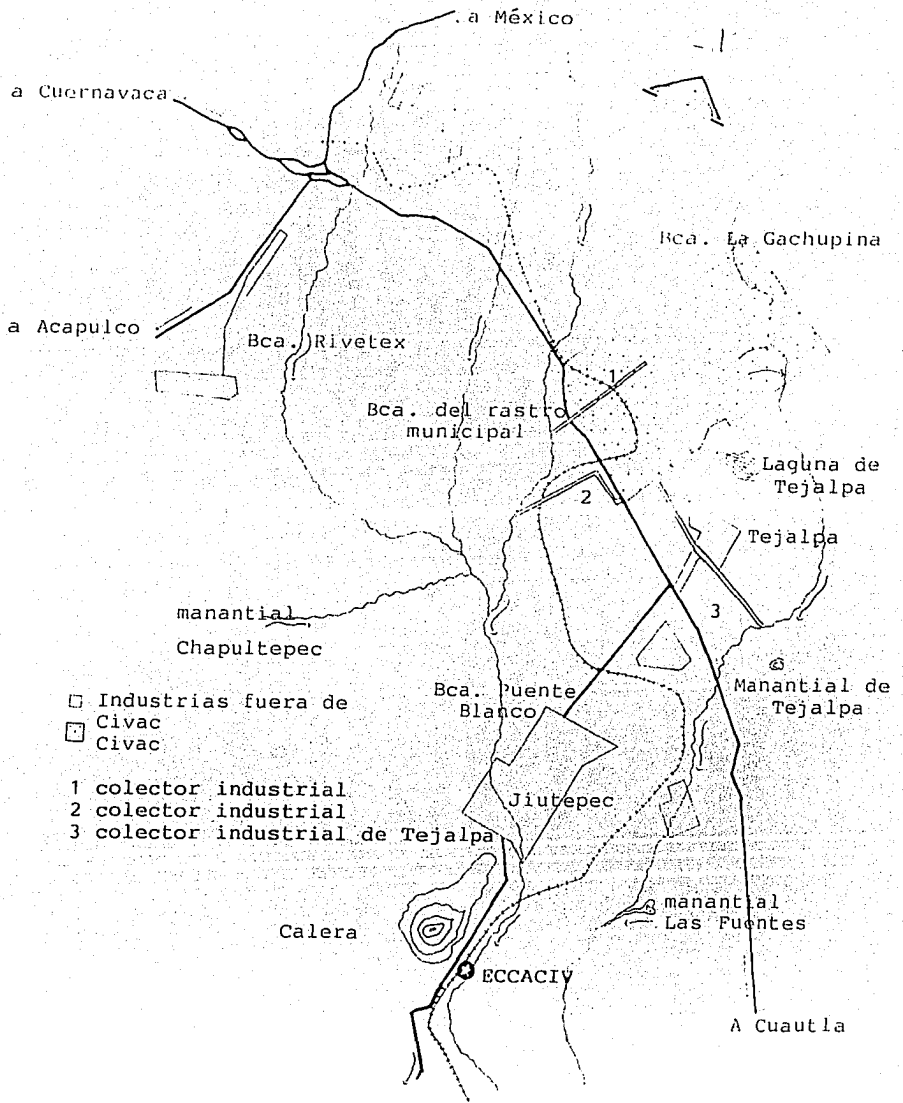 a México
a Cuernavaca
Bca. La Gachupina
a Acapulco
Bca. Rivetex
1
Bca. del rastro
municipal
Laguna de
Tejalpa
2
Tejalpa
3
manantial
Chapultepec
Bca. Puente
Blanco
Manantial de
Tejalpa
Industrias fuera de
Civac
Civac
1 colector industrial
2 colector industrial
3 colector industrial de Tejalpa
Jiutepec
manantial
Las Fuentes
Calera
ECCACIV
A Cuautla